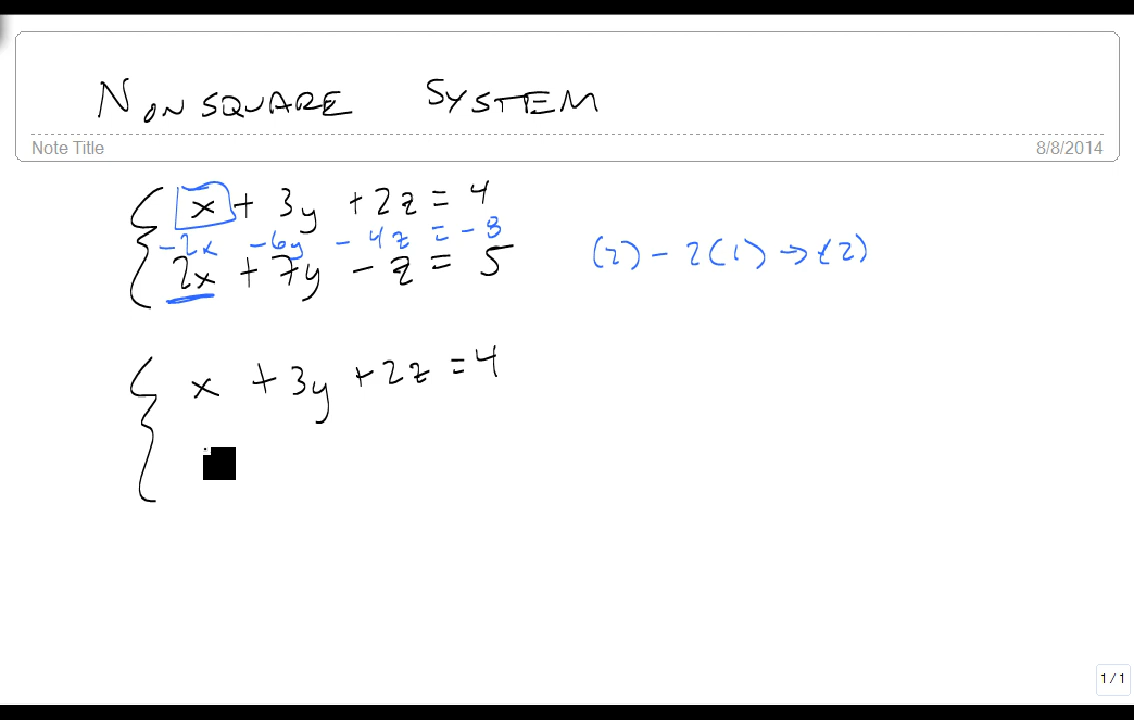 NONSQUARE SYSTEM
Note Title
8/8/2014
x + 3y + 2z = 4
-2x -6y - 4z = -8
2x + 7y - z = 5
(2) - 2(1) → (2)
x + 3y + 2z = 4
1/1